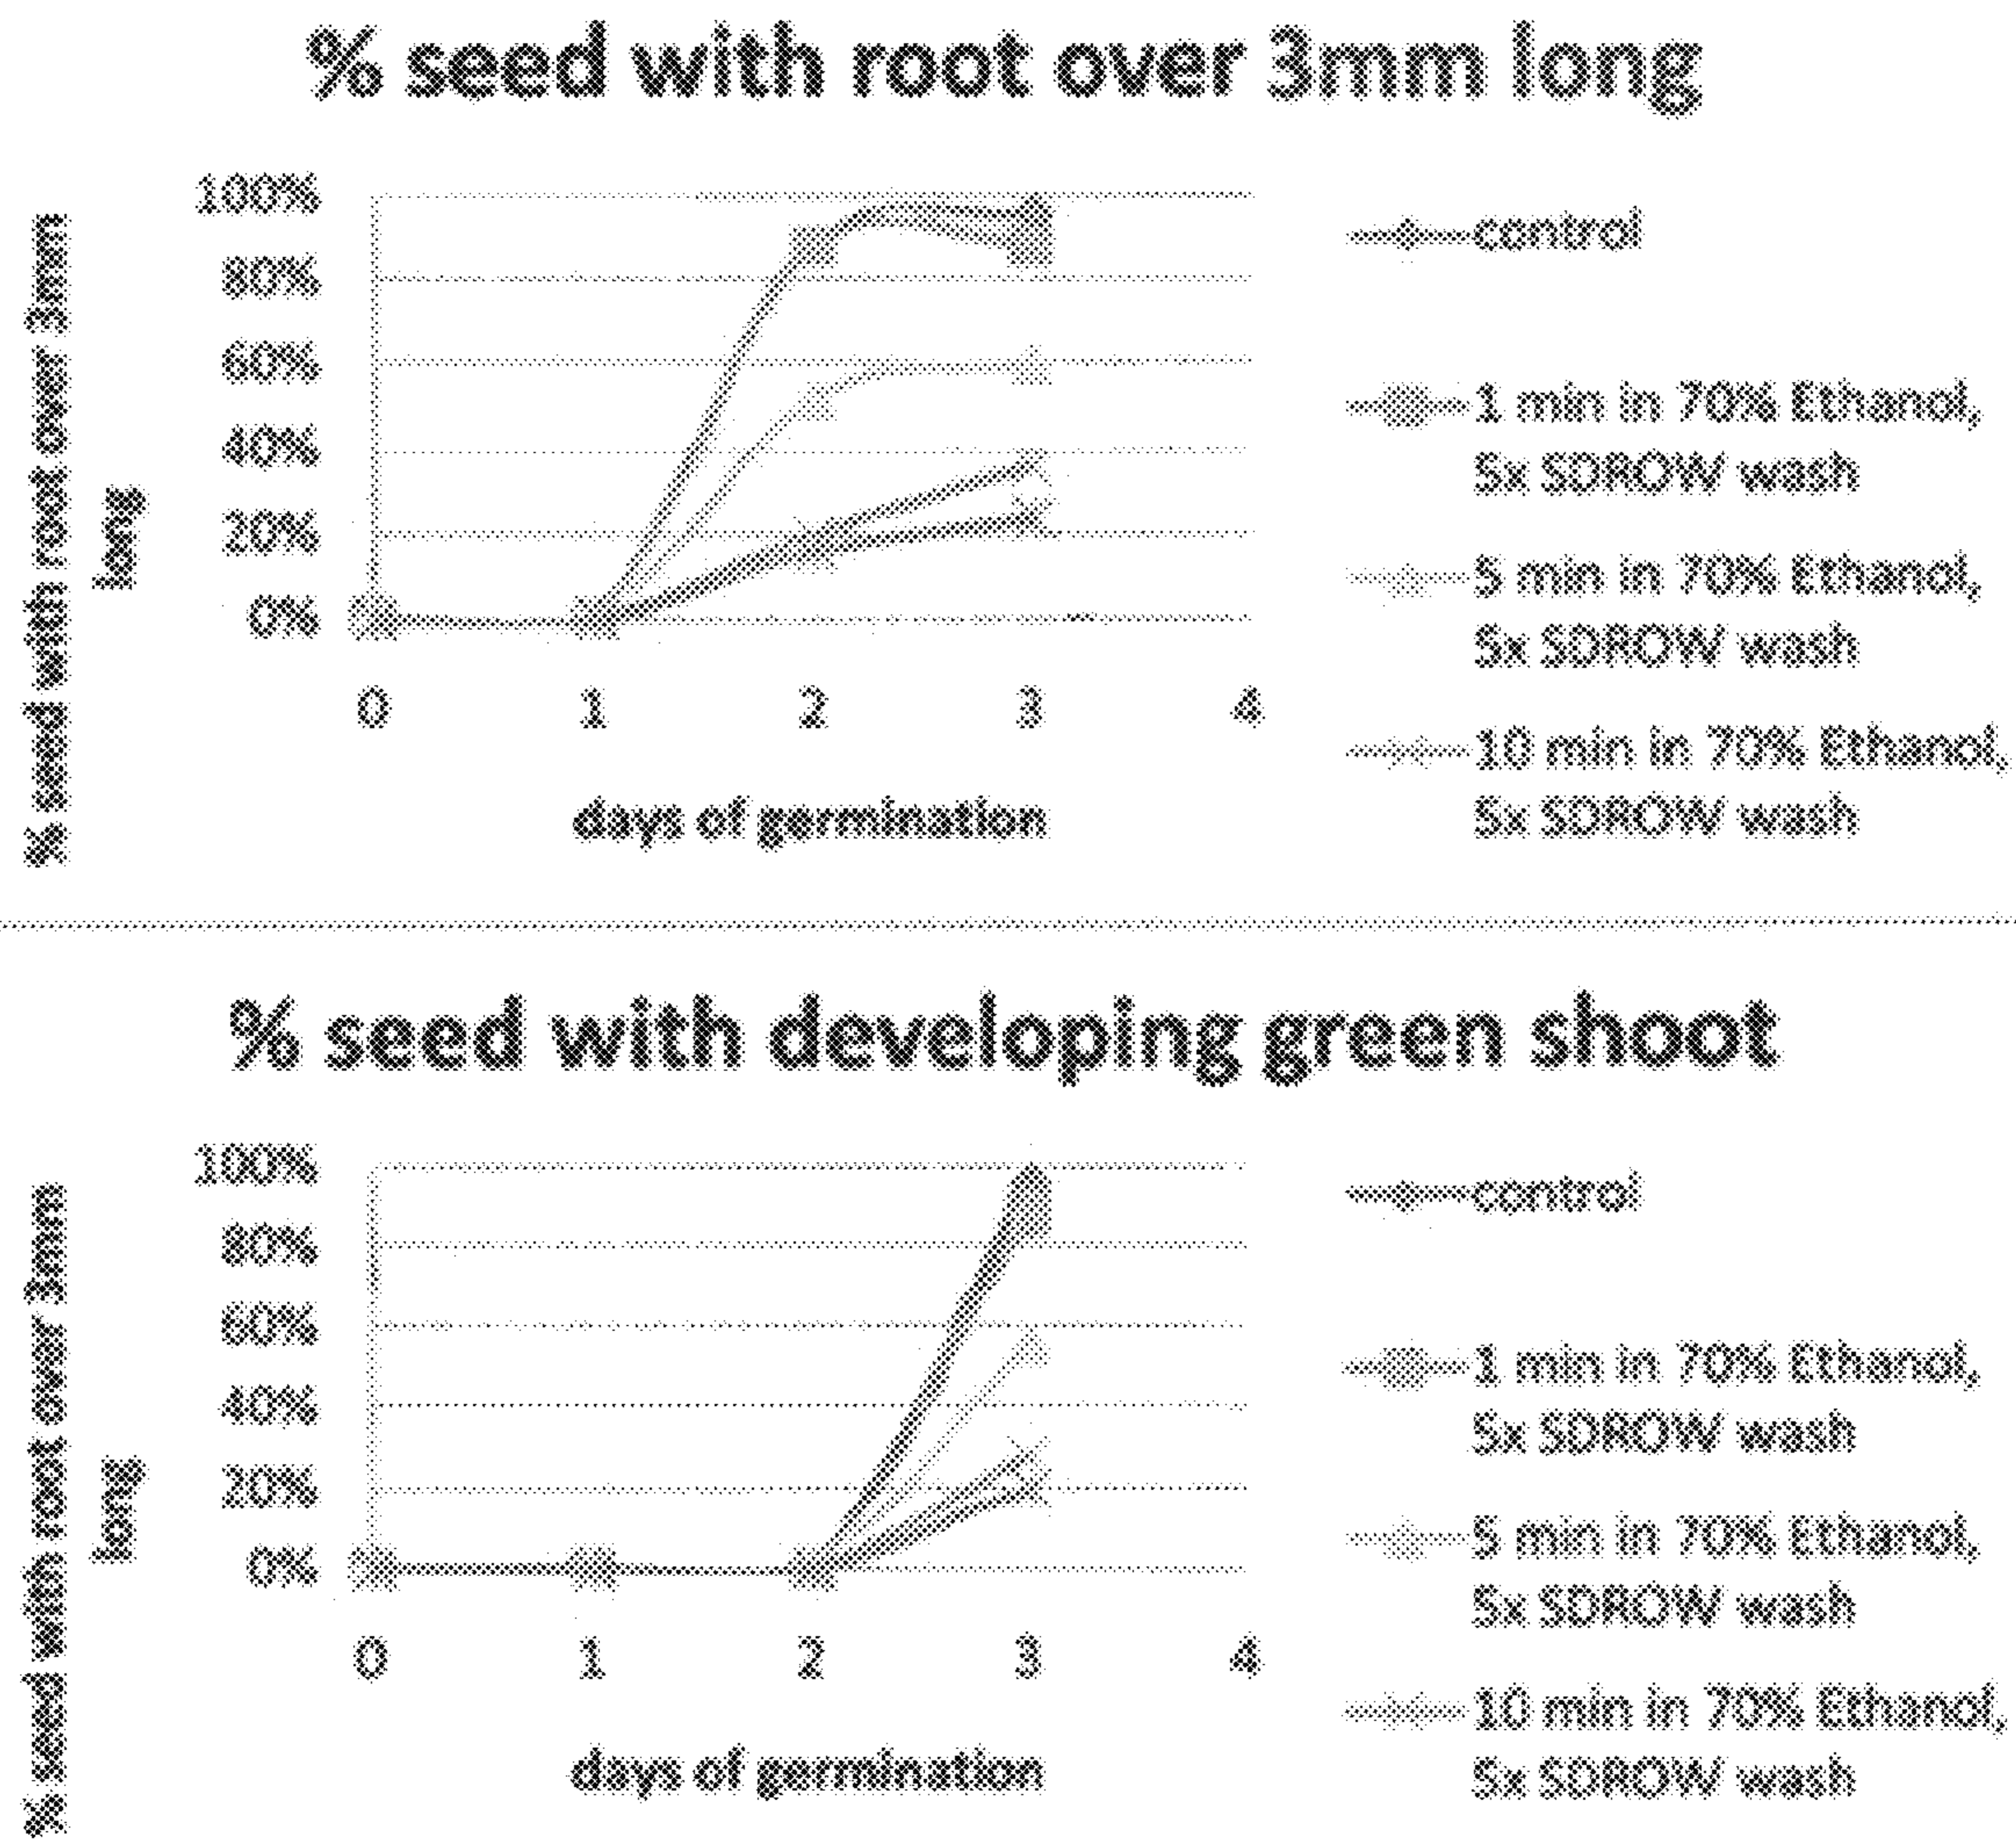 % seed with root over 3mm long
% seed with root over 3mm
long
100%
80%
60%
40%
20%
0%
0 1 2 3 4
days of germination
control
1 min in 70% Ethanol,
5x SDROW wash
5 min in 70% Ethanol,
5x SDROW wash
10 min in 70% Ethanol,
5x SDROW wash
% seed with developing green shoot
% seed with root over 3mm
long
100%
80%
60%
40%
20%
0%
0 1 2 3 4
days of germination
control
1 min in 70% Ethanol,
5x SDROW wash
5 min in 70% Ethanol,
5x SDROW wash
10 min in 70% Ethanol,
5x SDROW wash